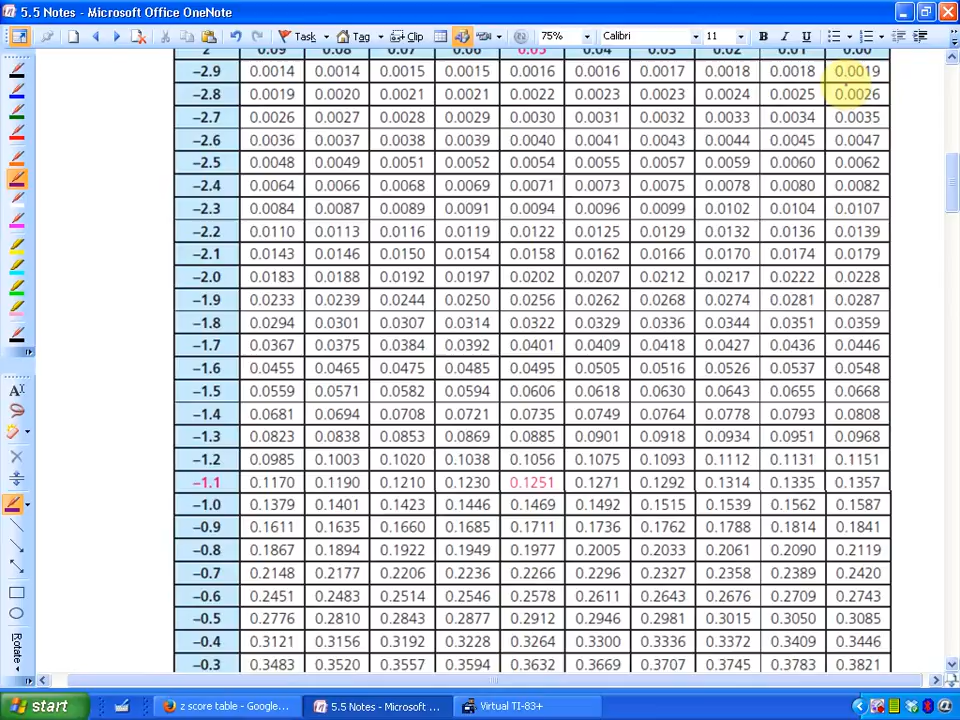 5.5 Notes - Microsoft Office OneNote
Task Tag Clip 75% Calibri 11 B I U
z 0.09 0.08 0.07 0.06 0.05 0.04 0.03 0.02 0.01 0.00
−2.9 0.0014 0.0014 0.0015 0.0015 0.0016 0.0016 0.0017 0.0018 0.0018 0.0019
−2.8 0.0019 0.0020 0.0021 0.0021 0.0022 0.0023 0.0023 0.0024 0.0025 0.0026
−2.7 0.0026 0.0027 0.0028 0.0029 0.0030 0.0031 0.0032 0.0033 0.0034 0.0035
−2.6 0.0036 0.0037 0.0038 0.0039 0.0040 0.0041 0.0043 0.0044 0.0045 0.0047
−2.5 0.0048 0.0049 0.0051 0.0052 0.0054 0.0055 0.0057 0.0059 0.0060 0.0062
−2.4 0.0064 0.0066 0.0068 0.0069 0.0071 0.0073 0.0075 0.0078 0.0080 0.0082
−2.3 0.0084 0.0087 0.0089 0.0091 0.0094 0.0096 0.0099 0.0102 0.0104 0.0107
−2.2 0.0110 0.0113 0.0116 0.0119 0.0122 0.0125 0.0129 0.0132 0.0136 0.0139
−2.1 0.0143 0.0146 0.0150 0.0154 0.0158 0.0162 0.0166 0.0170 0.0174 0.0179
−2.0 0.0183 0.0188 0.0192 0.0197 0.0202 0.0207 0.0212 0.0217 0.0222 0.0228
−1.9 0.0233 0.0239 0.0244 0.0250 0.0256 0.0262 0.0268 0.0274 0.0281 0.0287
−1.8 0.0294 0.0301 0.0307 0.0314 0.0322 0.0329 0.0336 0.0344 0.0351 0.0359
−1.7 0.0367 0.0375 0.0384 0.0392 0.0401 0.0409 0.0418 0.0427 0.0436 0.0446
−1.6 0.0455 0.0465 0.0475 0.0485 0.0495 0.0505 0.0516 0.0526 0.0537 0.0548
−1.5 0.0559 0.0571 0.0582 0.0594 0.0606 0.0618 0.0630 0.0643 0.0655 0.0668
−1.4 0.0681 0.0694 0.0708 0.0721 0.0735 0.0749 0.0764 0.0778 0.0793 0.0808
−1.3 0.0823 0.0838 0.0853 0.0869 0.0885 0.0901 0.0918 0.0934 0.0951 0.0968
−1.2 0.0985 0.1003 0.1020 0.1038 0.1056 0.1075 0.1093 0.1112 0.1131 0.1151
−1.1 0.1170 0.1190 0.1210 0.1230 0.1251 0.1271 0.1292 0.1314 0.1335 0.1357
−1.0 0.1379 0.1401 0.1423 0.1446 0.1469 0.1492 0.1515 0.1539 0.1562 0.1587
−0.9 0.1611 0.1635 0.1660 0.1685 0.1711 0.1736 0.1762 0.1788 0.1814 0.1841
−0.8 0.1867 0.1894 0.1922 0.1949 0.1977 0.2005 0.2033 0.2061 0.2090 0.2119
−0.7 0.2148 0.2177 0.2206 0.2236 0.2266 0.2296 0.2327 0.2358 0.2389 0.2420
−0.6 0.2451 0.2483 0.2514 0.2546 0.2578 0.2611 0.2643 0.2676 0.2709 0.2743
−0.5 0.2776 0.2810 0.2843 0.2877 0.2912 0.2946 0.2981 0.3015 0.3050 0.3085
−0.4 0.3121 0.3156 0.3192 0.3228 0.3264 0.3300 0.3336 0.3372 0.3409 0.3446
−0.3 0.3483 0.3520 0.3557 0.3594 0.3632 0.3669 0.3707 0.3745 0.3783 0.3821
Rotate
start z score table - Google... 5.5 Notes - Microsoft ... Virtual TI-83+